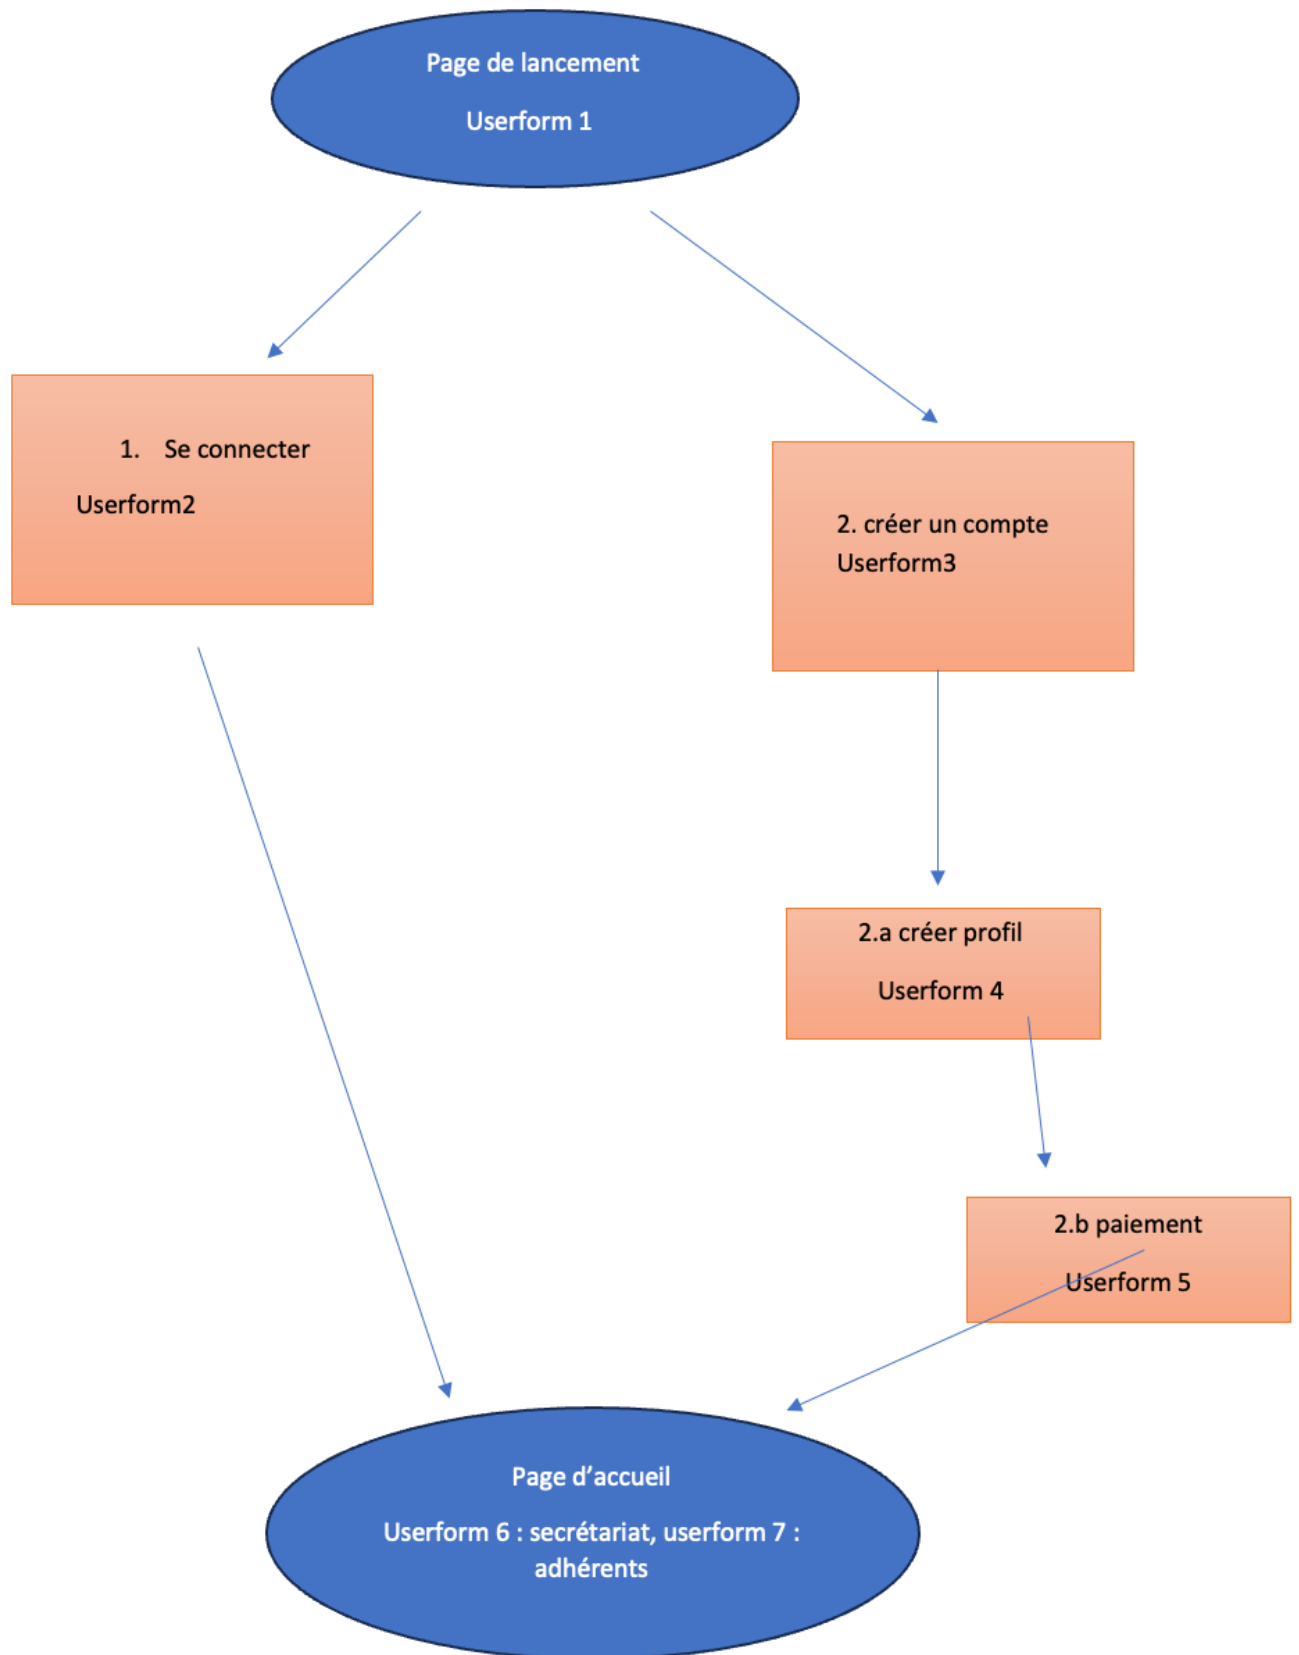 Page de lancement
Userform 1
1. Se connecter
Userform2
2. créer un compte
Userform3
2.a créer profil
Userform 4
2.b paiement
Userform 5
Page d’accueil
Userform 6 : secrétariat, userform 7 :
adhérents